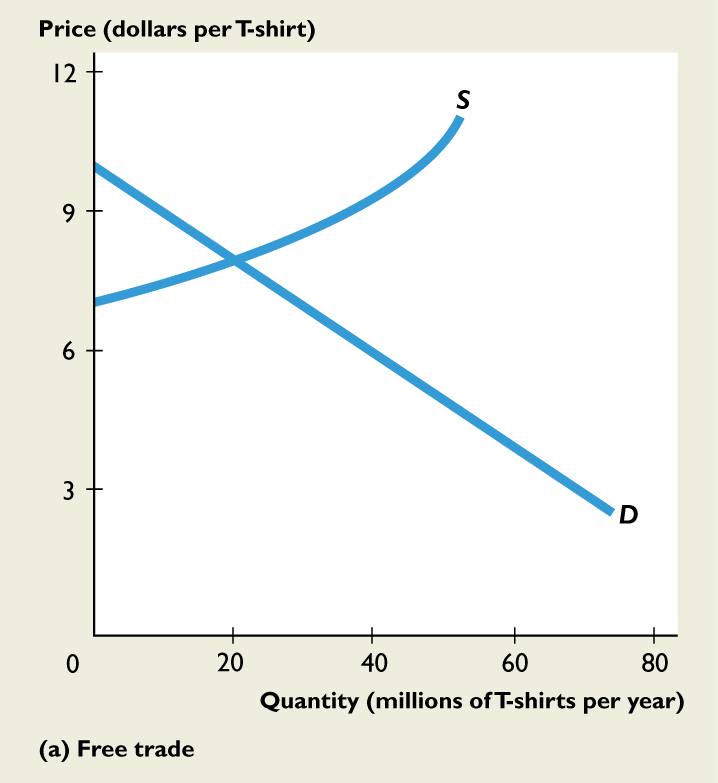 Price (dollars per T-shirt)
12
S
9
6
3
D
0 20 40 60 80
Quantity (millions of T-shirts per year)
(a) Free trade